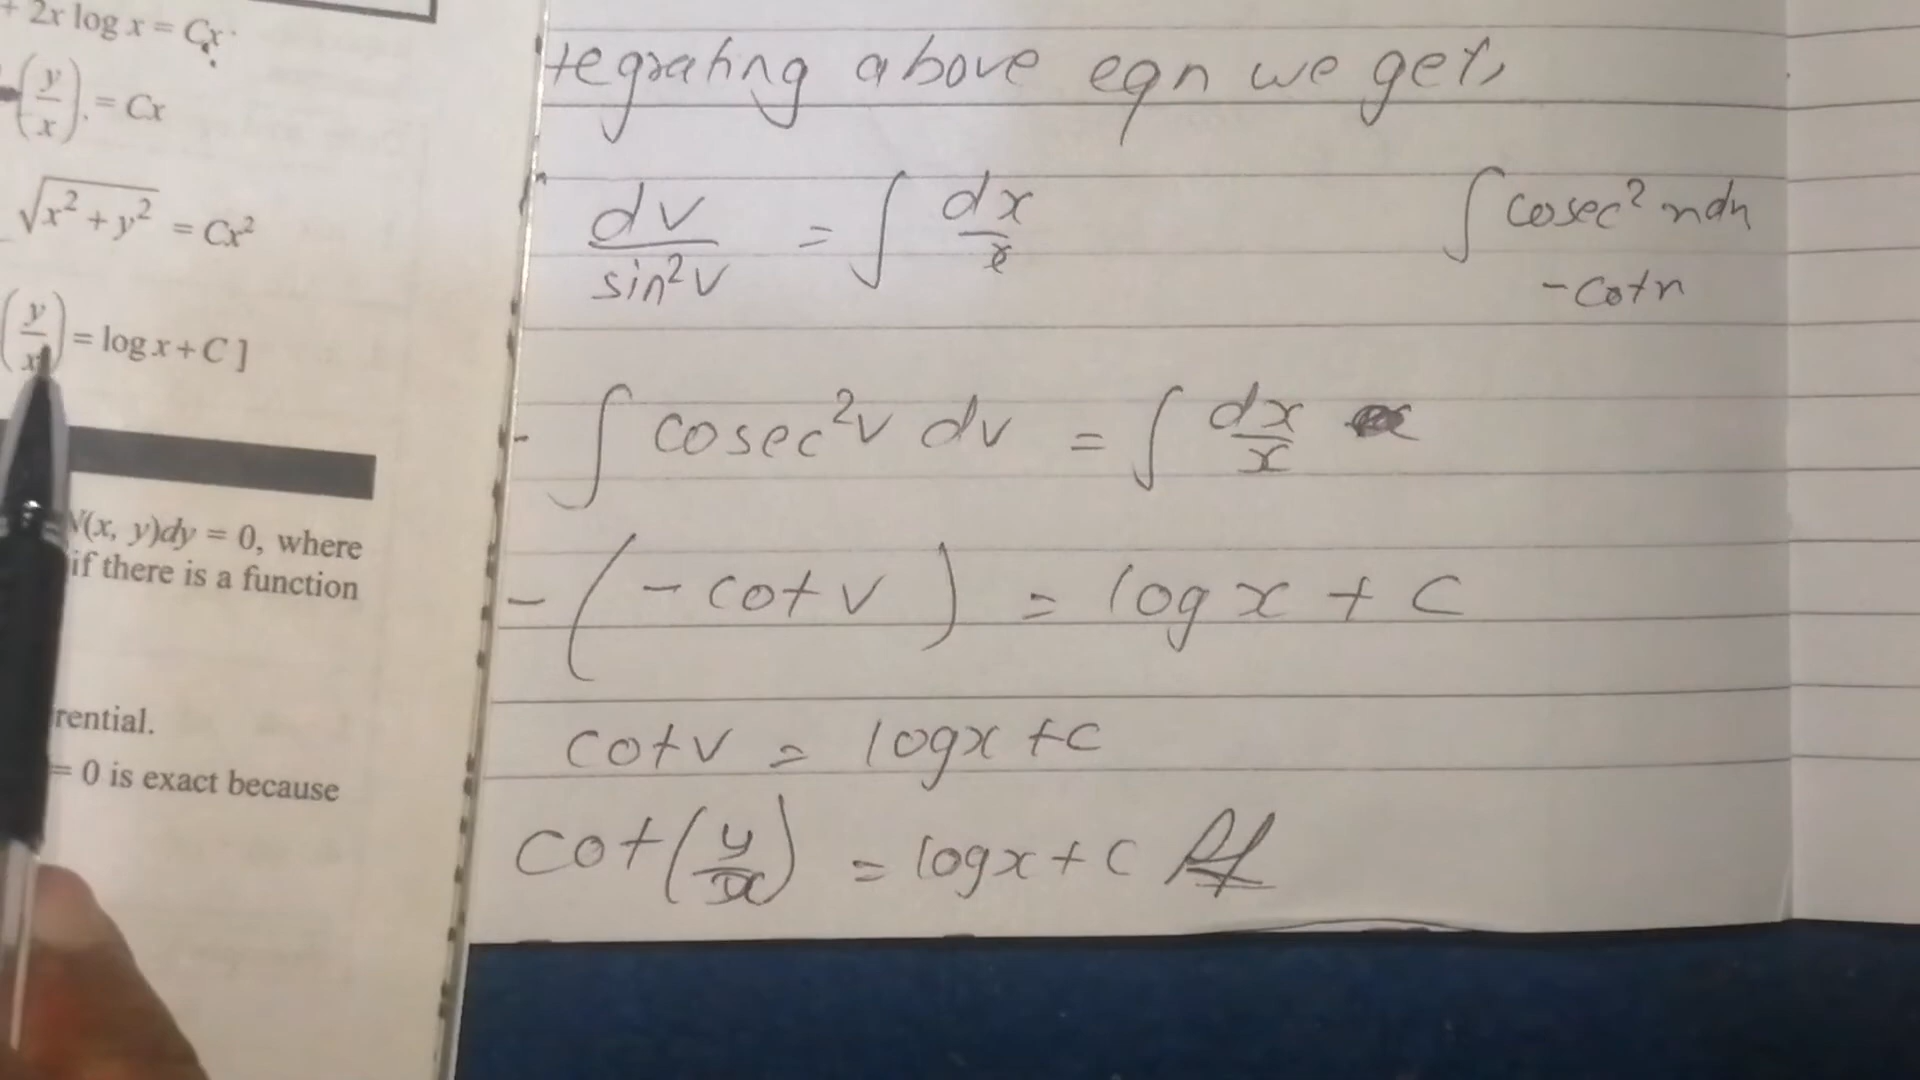 + 2x log x = Cx
(y/x) = Cx
√(x² + y²) = Cx²
(y/x) = log x + C ]
(x, y)dy = 0, where
if there is a function
rential.
= 0 is exact because
tegrating above eqn we get,
dv/sin²v = ∫ dx/x
∫ cosec² x dx
- cot x
- ∫ cosec²v dv = ∫ dx/x
- ( - cot v ) = log x + c
cot v = log x + c
cot (y/x) = log x + c